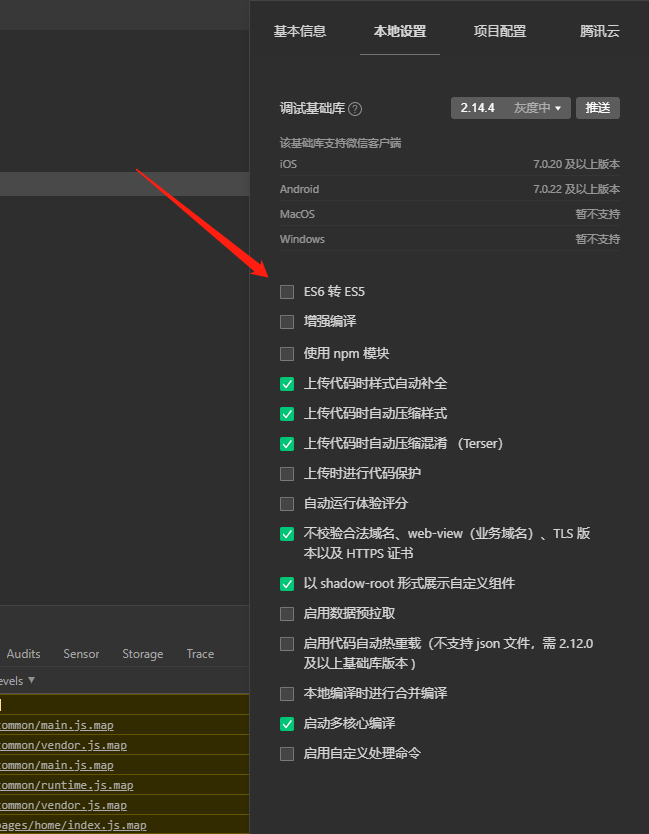 基本信息
本地设置
项目配置
腾讯云
调试基础库 ?
2.14.4 灰度中 ▾
推送
该基础库支持微信客户端
iOS 7.0.20 及以上版本
Android 7.0.22 及以上版本
MacOS 暂不支持
Windows 暂不支持
ES6 转 ES5
增强编译
使用 npm 模块
上传代码时样式自动补全
上传代码时自动压缩样式
上传代码时自动压缩混淆 （Terser）
上传时进行代码保护
自动运行体验评分
不校验合法域名、web-view（业务域名）、TLS 版
本以及 HTTPS 证书
以 shadow-root 形式展示自定义组件
启用数据预拉取
启用代码自动热重载（不支持 json 文件，需 2.12.0
及以上基础库版本 ）
本地编译时进行合并编译
启动多核心编译
启用自定义处理命令
Audits Sensor Storage Trace
evels ▼
]
common/main.js.map
common/vendor.js.map
common/main.js.map
common/runtime.js.map
common/vendor.js.map
pages/home/index.js.map